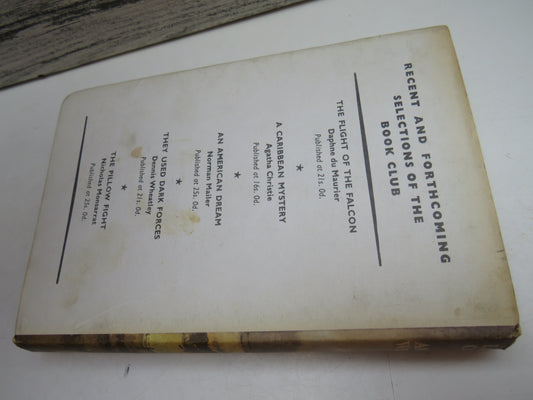 RECENT AND FORTHCOMING
SELECTIONS OF THE
BOOK CLUB
THE FLIGHT OF THE FALCON
Daphne du Maurier
Published at 21s. 0d.
A CARIBBEAN MYSTERY
Agatha Christie
Published at 16s. 0d.
★
AN AMERICAN DREAM
Norman Mailer
Published at 25s. 0d.
★
THEY USED DARK FORCES
Dennis Wheatley
Published at 21s. 0d.
★
THE PILLOW FIGHT
Nicholas Monsarrat
Published at 25s. 0d.